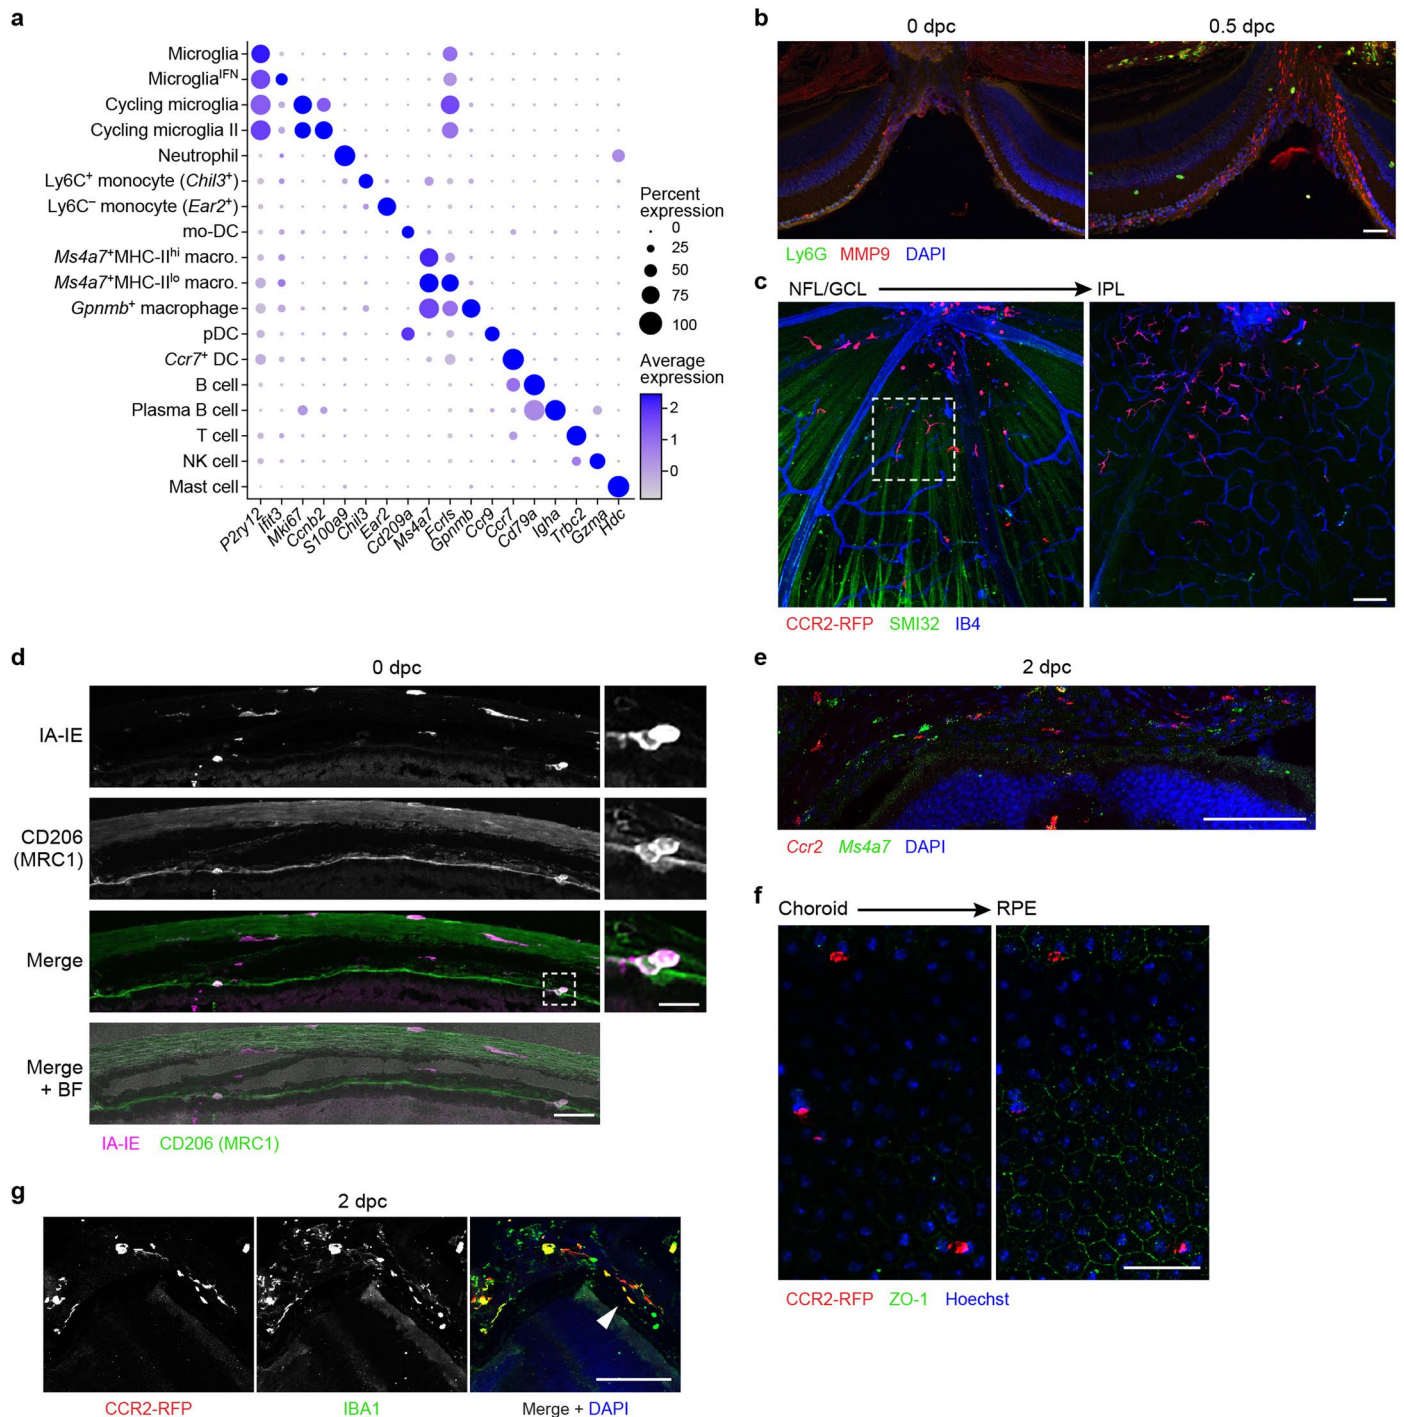 a
Microglia
Microglia^IFN
Cycling microglia
Cycling microglia II
Neutrophil
Ly6C⁺ monocyte (Chil3⁺)
Ly6C⁻ monocyte (Ear2⁺)
mo-DC
Ms4a7⁺MHC-II^hi macro.
Ms4a7⁺MHC-II^lo macro.
Gpnmb⁺ macrophage
pDC
Ccr7⁺ DC
B cell
Plasma B cell
T cell
NK cell
Mast cell
P2ry12 Ifit3 Mki67 Ccnb2 S100a9 Chil3 Ear2 Cd209a Ms4a7 Fcrls Gpnmb Ccr9 Ccr7 Cd79a Igha Trbc2 Gzma Hdc
Percent
expression
0
25
50
75
100
Average
expression
2
1
0
b
0 dpc 0.5 dpc
Ly6G MMP9 DAPI
c
NFL/GCL IPL
CCR2-RFP SMI32 IB4
d
0 dpc
IA-IE
CD206
(MRC1)
Merge
Merge
+ BF
IA-IE CD206 (MRC1)
e
2 dpc
Ccr2 Ms4a7 DAPI
f
Choroid RPE
CCR2-RFP ZO-1 Hoechst
g
2 dpc
CCR2-RFP IBA1 Merge + DAPI